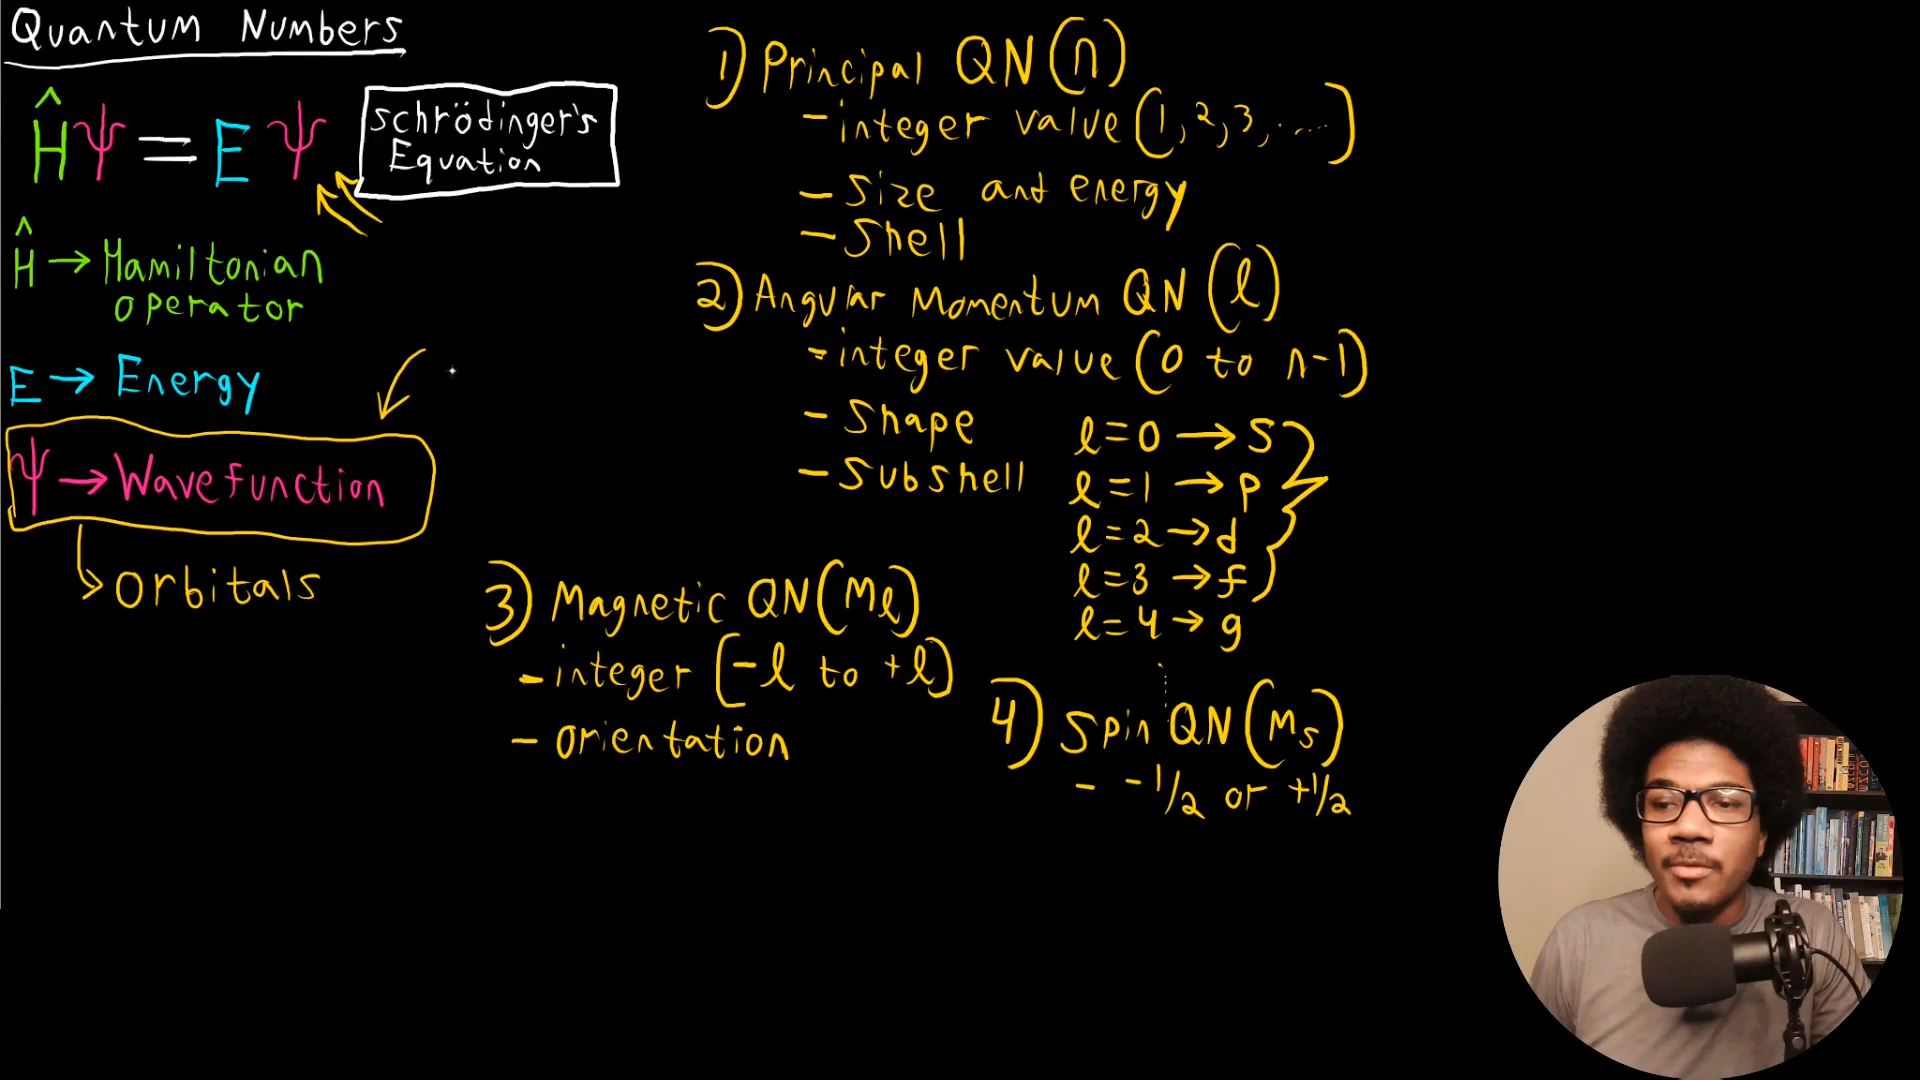 Quantum Numbers
ĤΨ = EΨ
Schrödinger's
Equation
Ĥ → Hamiltonian
operator
E → Energy
Ψ → Wavefunction
↳ Orbitals
1) Principal QN (n)
- integer value (1, 2, 3, .....)
- Size and energy
- Shell
2) Angular Momentum QN (ℓ)
- integer value (0 to n-1)
- Shape
- Subshell
ℓ=0 → s
ℓ=1 → p
ℓ=2 → d
ℓ=3 → f
ℓ=4 → g
3) Magnetic QN (Mℓ)
- integer (-ℓ to +ℓ)
- orientation
4) Spin QN (Ms)
- -1/2 or +1/2